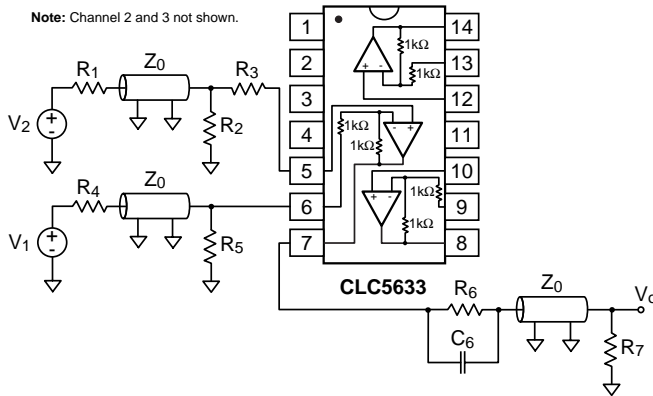 Note: Channel 2 and 3 not shown.
1
14
1kΩ
2
13
1kΩ
3
12
4
11
1kΩ
1kΩ
5
10
1kΩ
6
9
1kΩ
7
8
- +
+ -
+ -
R1
Z0
R3
R2
V2
+
-
R4
Z0
R5
V1
+
-
CLC5633
R6
C6
Z0
Vo
R7